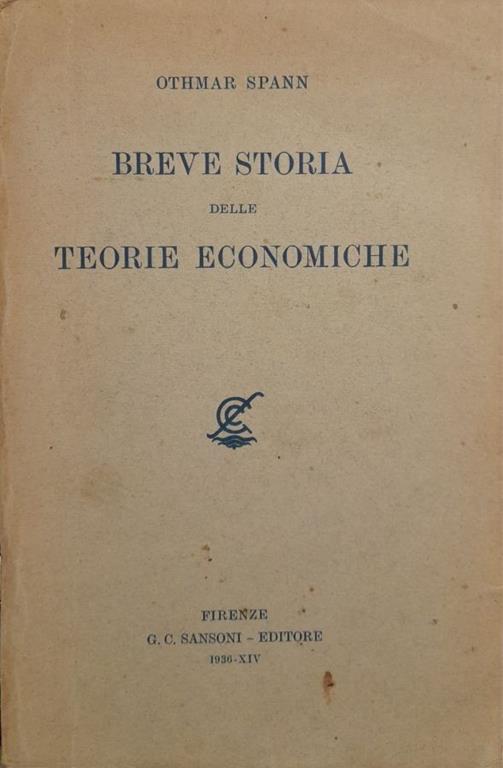 OTHMAR SPANN
BREVE STORIA
DELLE
TEORIE ECONOMICHE
FIRENZE
G. C. SANSONI – EDITORE
1936-XIV